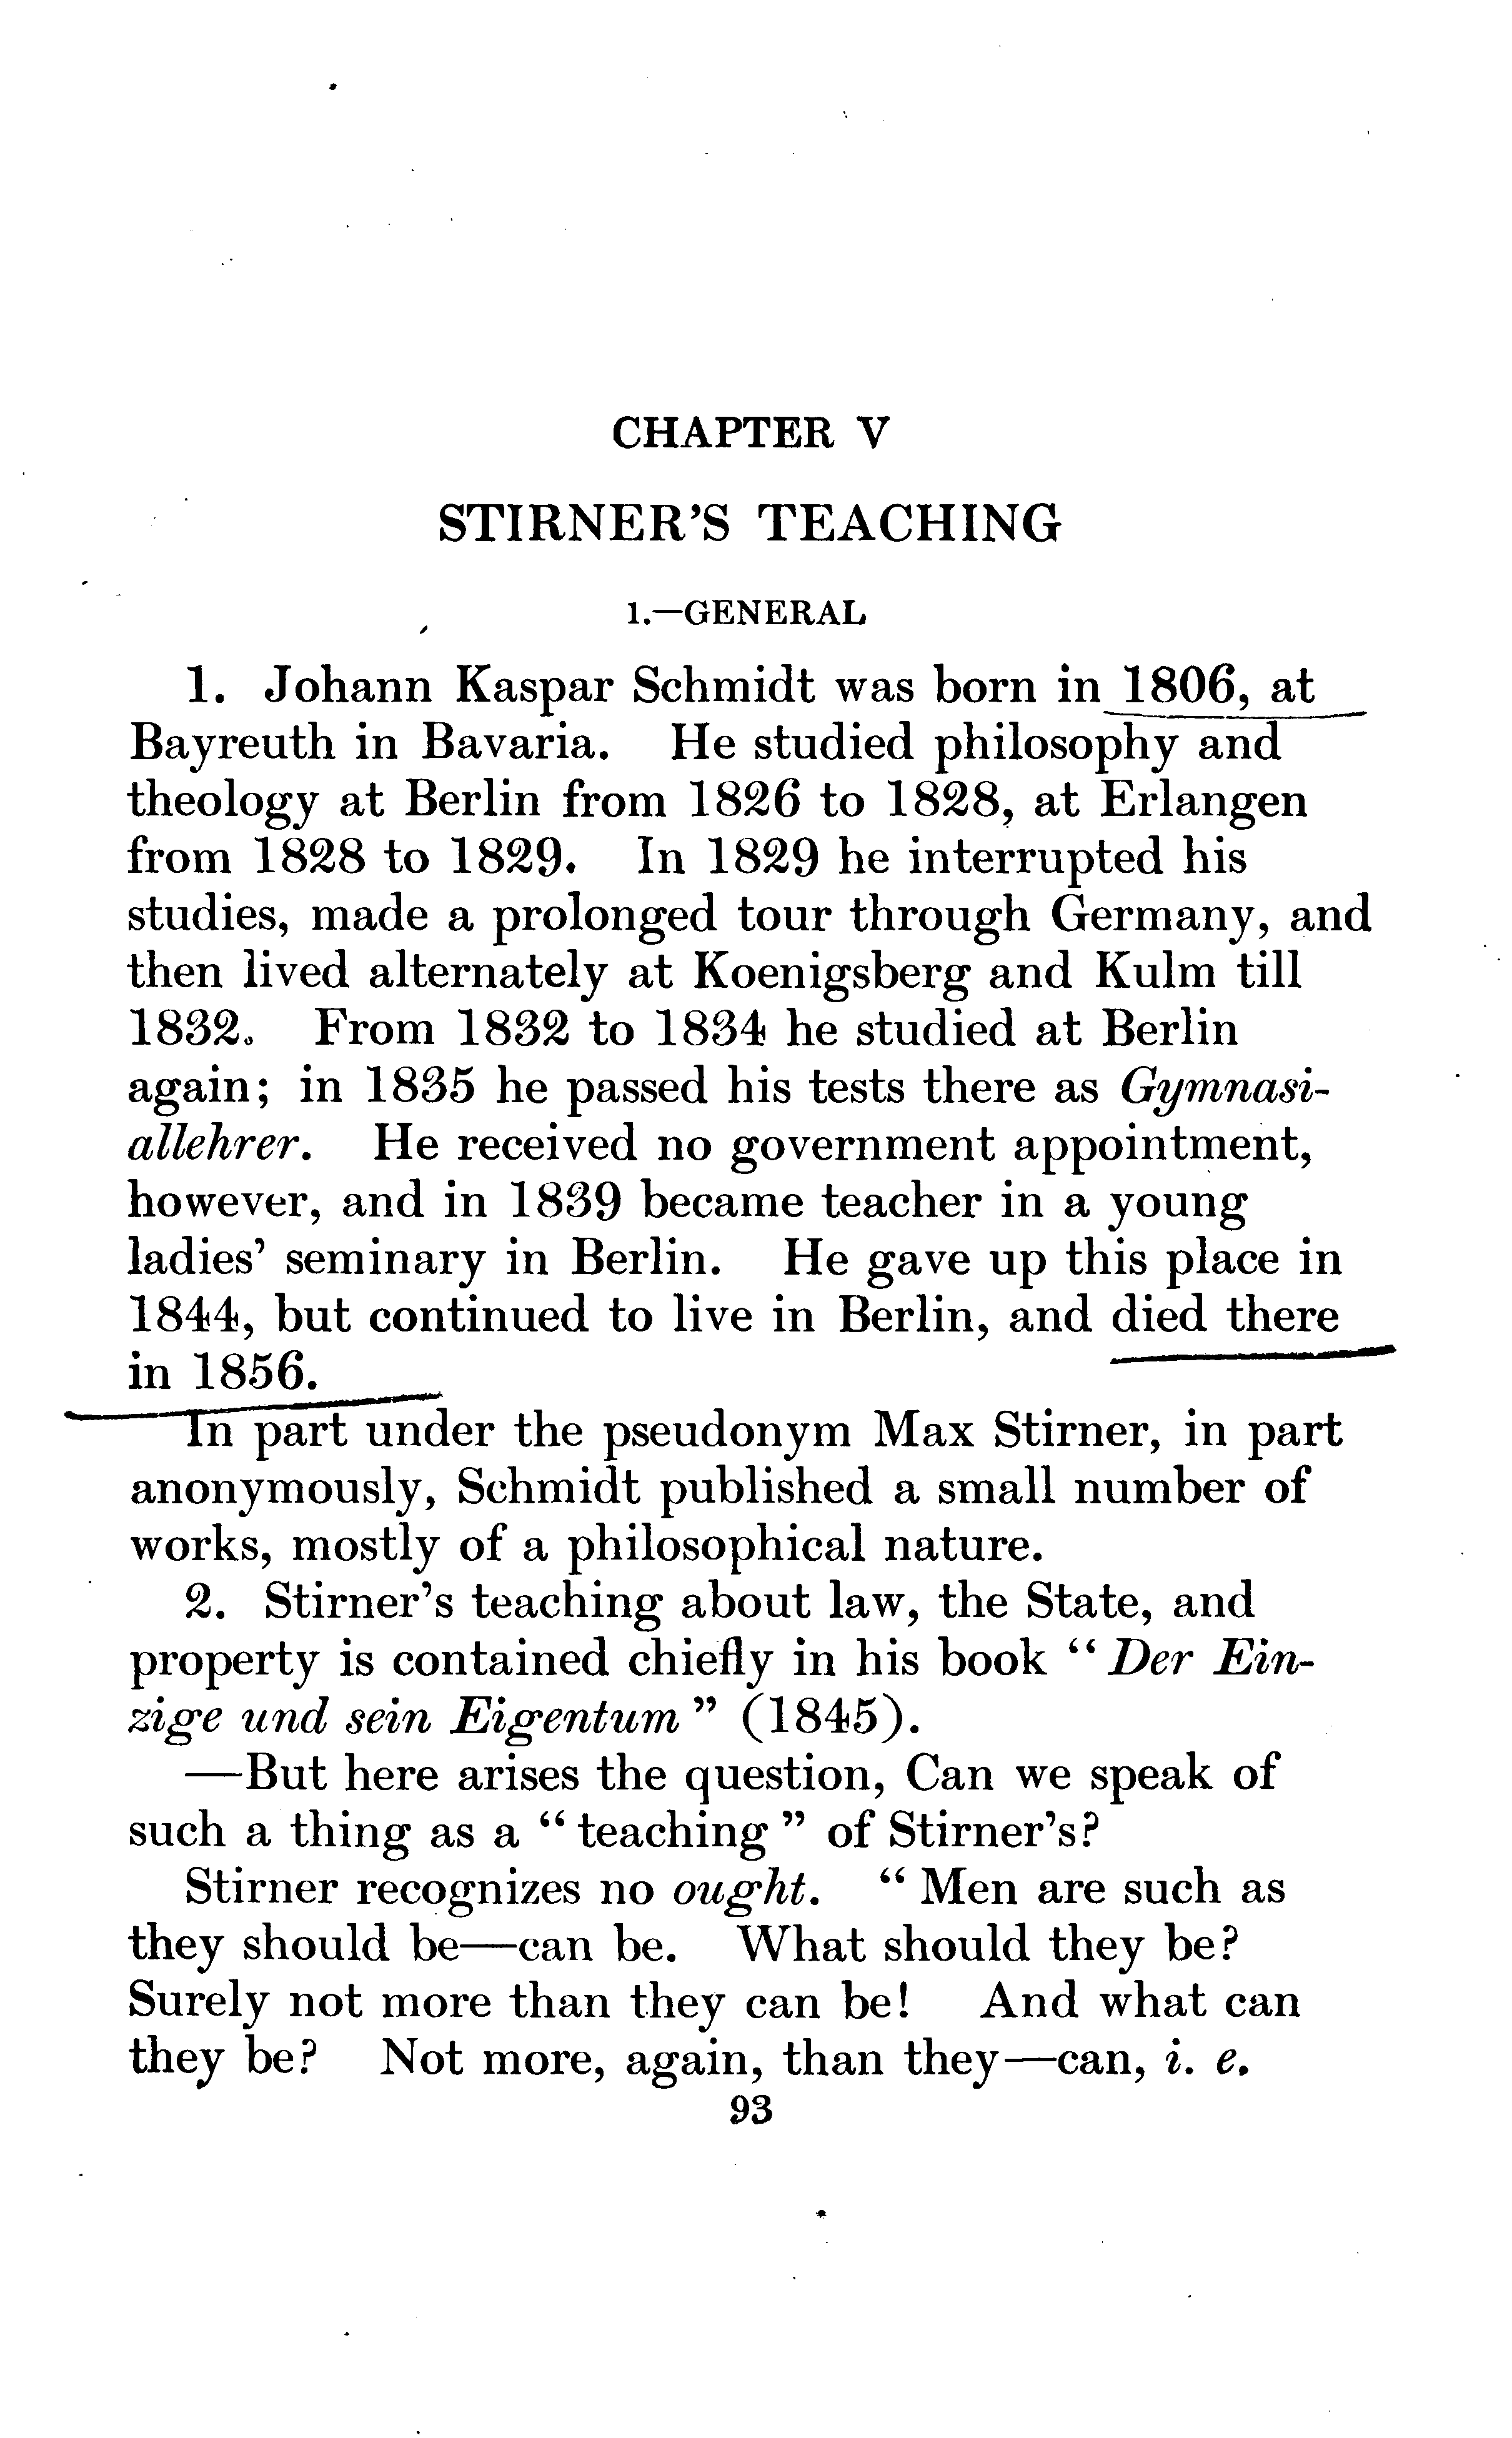 CHAPTER V
STIRNER'S TEACHING
1.—GENERAL
1. Johann Kaspar Schmidt was born in 1806, at
Bayreuth in Bavaria. He studied philosophy and
theology at Berlin from 1826 to 1828, at Erlangen
from 1828 to 1829. In 1829 he interrupted his
studies, made a prolonged tour through Germany, and
then lived alternately at Koenigsberg and Kulm till
1832. From 1832 to 1834 he studied at Berlin
again; in 1835 he passed his tests there as Gymnasi-
allehrer. He received no government appointment,
however, and in 1839 became teacher in a young
ladies' seminary in Berlin. He gave up this place in
1844, but continued to live in Berlin, and died there
in 1856.
In part under the pseudonym Max Stirner, in part
anonymously, Schmidt published a small number of
works, mostly of a philosophical nature.
2. Stirner's teaching about law, the State, and
property is contained chiefly in his book “ Der Ein-
zige und sein Eigentum ” (1845).
—But here arises the question, Can we speak of
such a thing as a “ teaching ” of Stirner's?
Stirner recognizes no ought. “ Men are such as
they should be—can be. What should they be?
Surely not more than they can be! And what can
they be? Not more, again, than they—can, i. e.
93